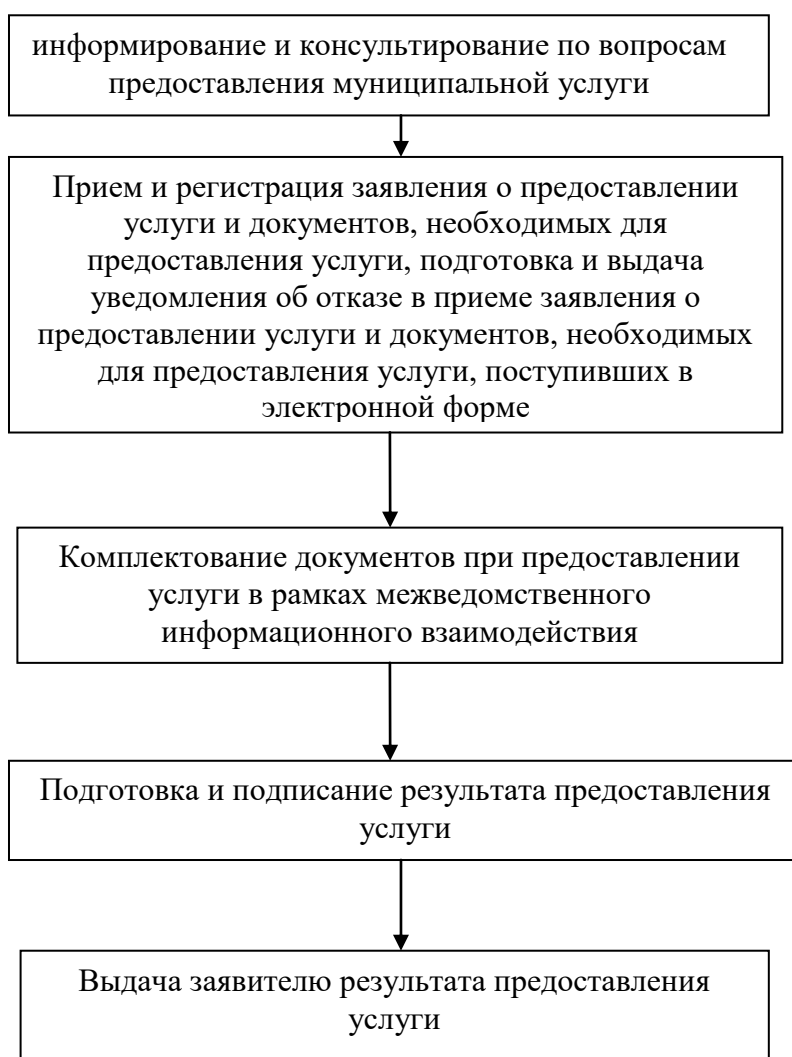 информирование и консультирование по вопросам
предоставления муниципальной услуги
Прием и регистрация заявления о предоставлении
услуги и документов, необходимых для
предоставления услуги, подготовка и выдача
уведомления об отказе в приеме заявления о
предоставлении услуги и документов, необходимых
для предоставления услуги, поступивших в
электронной форме
Комплектование документов при предоставлении
услуги в рамках межведомственного
информационного взаимодействия
Подготовка и подписание результата предоставления
услуги
Выдача заявителю результата предоставления
услуги